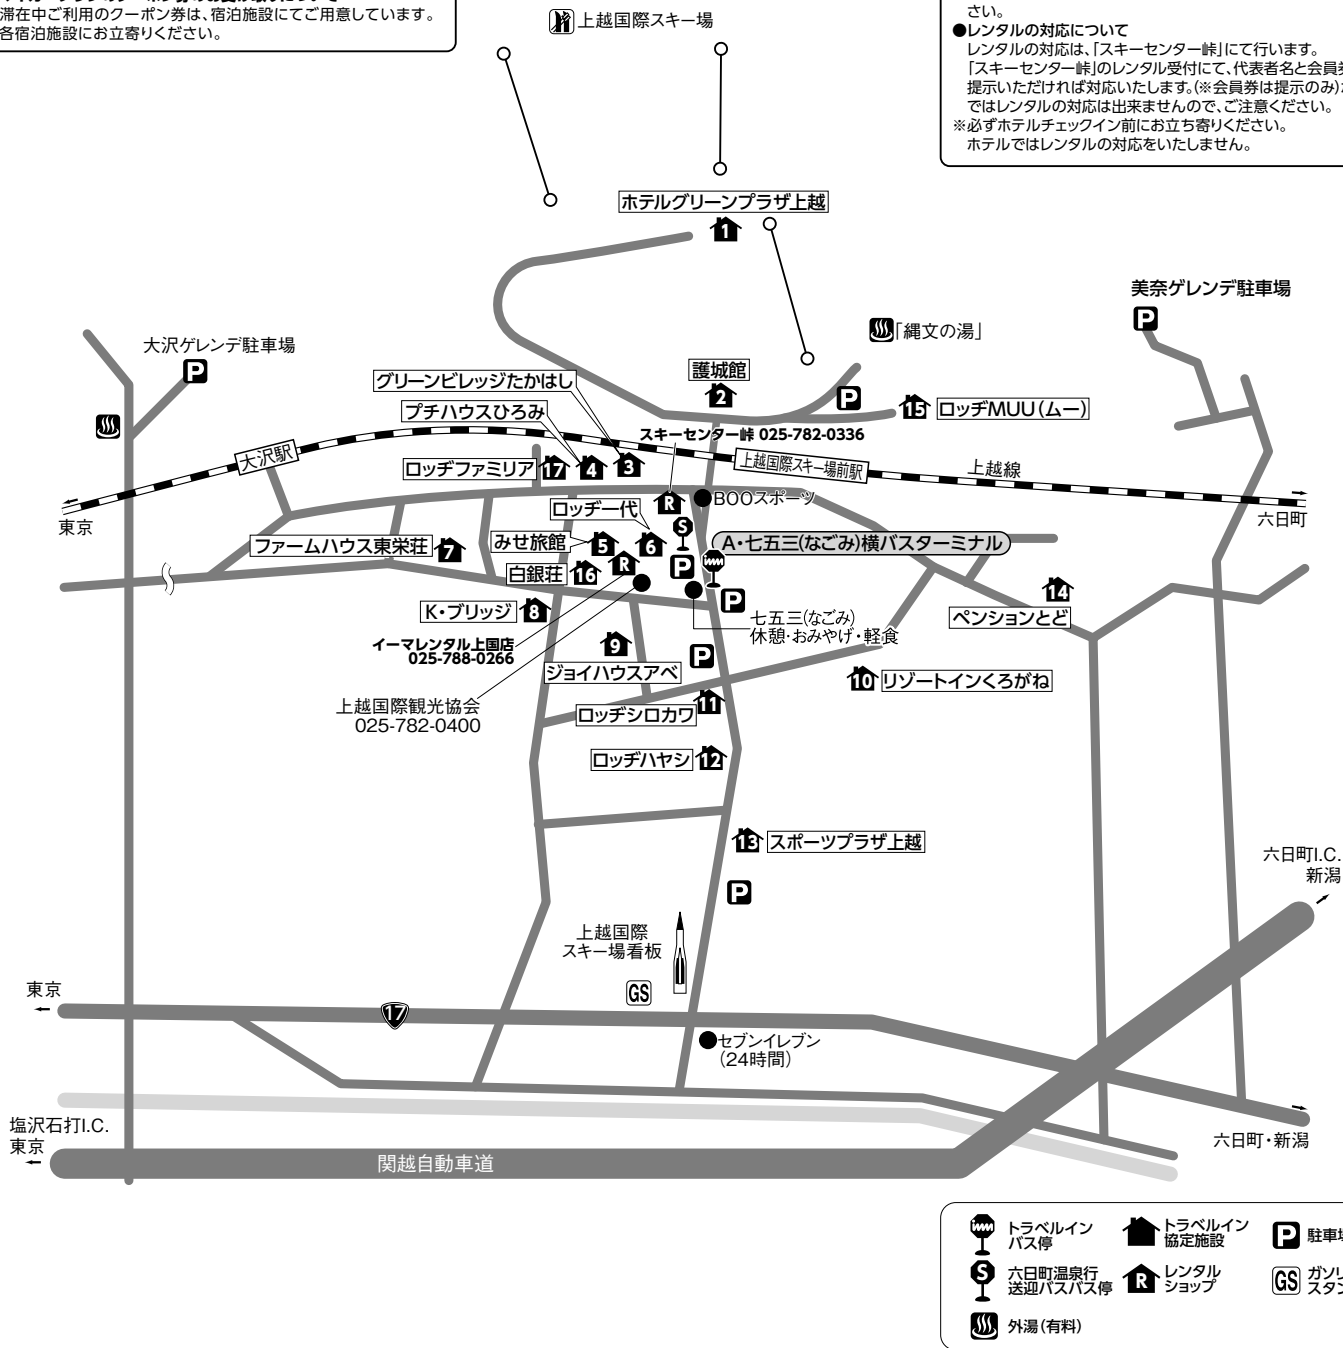 滞在中ご利用のクーポン券は、宿泊施設にてご用意しています。
各宿泊施設にお立寄りください。
上越国際スキー場
さい。
●レンタルの対応について
レンタルの対応は、「スキーセンター峠」にて行います。
「スキーセンター峠」のレンタル受付にて、代表者名と会員券
提示いただければ対応いたします。(※会員券は提示のみ)
ではレンタルの対応は出来ませんので、ご注意ください。
※必ずホテルチェックイン前にお立ち寄りください。
ホテルではレンタルの対応をいたしません。
ホテルグリーンプラザ上越
1
美奈ゲレンデ駐車場
P
「縄文の湯」
大沢ゲレンデ駐車場
P
護城館
2
グリーンビレッジたかはし
プチハウスひろみ
P
15 ロッヂMUU(ムー)
スキーセンター峠 025-782-0336
大沢駅
ロッヂファミリア 17
4
3
上越国際スキー場前駅
上越線
東京
六日町
R
BOOスポーツ
ロッヂ一代
S
ファームハウス東栄荘 7
みせ旅館 5
6
A・七五三(なごみ)横バスターミナル
白銀荘 16
R
P
P
14
ペンションとど
K・ブリッジ 8
七五三(なごみ)
休憩・おみやげ・軽食
イーマレンタル上国店
025-788-0266
9
ジョイハウスアベ
P
10 リゾートインくろがね
上越国際観光協会
025-782-0400
ロッヂシロカワ 11
ロッヂハヤシ 12
13 スポーツプラザ上越
P
六日町I.C.
新潟
上越国際
スキー場看板
GS
東京
17
セブンイレブン
(24時間)
塩沢石打I.C.
東京
関越自動車道
六日町・新潟
トラベルイン
バス停
トラベルイン
協定施設
P 駐車場
S 六日町温泉行
送迎バスバス停
R レンタル
ショップ
GS ガソリ
スタン
外湯(有料)